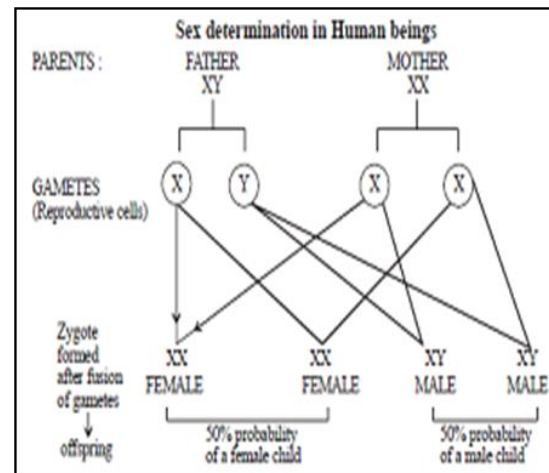 Sex determination in Human beings
PARENTS : FATHER MOTHER
XY XX
GAMETES X Y X X
(Reproductive cells)
Zygote
formed
after fusion XX XX XY XY
of gametes FEMALE FEMALE MALE MALE
offspring 50% probability 50% probability
of a female child of a male child